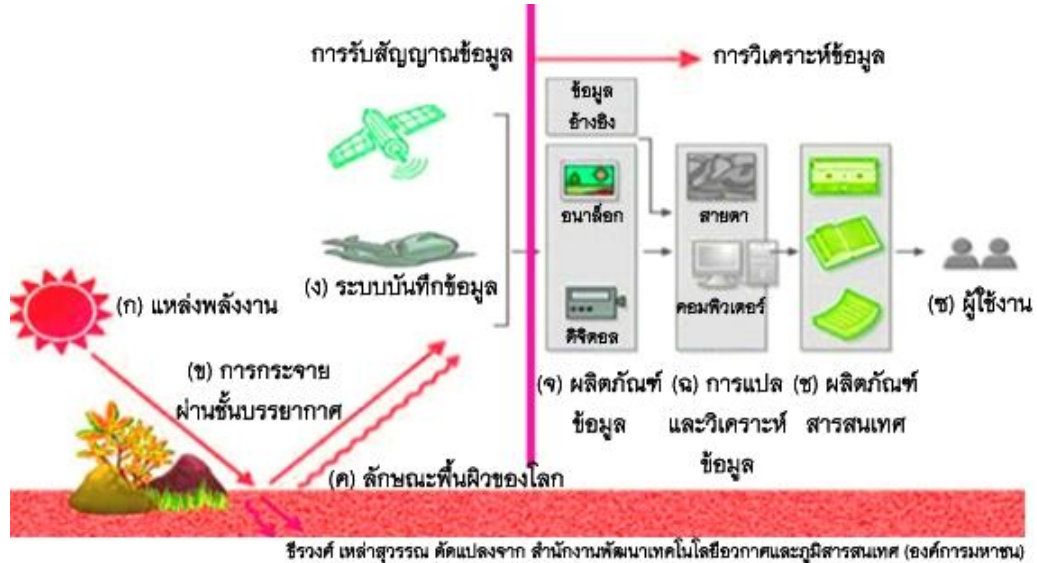 การรับสัญญาณข้อมูล
การวิเคราะห์ข้อมูล
ข้อมูล
อ้างอิง
อนาล็อก
สายตา
(ง) ระบบบันทึกข้อมูล
(ก) แหล่งพลังงาน
คอมพิวเตอร์
(ซ) ผู้ใช้งาน
ดิจิตอล
(ข) การกระจาย
ผ่านชั้นบรรยากาศ
(จ) ผลิตภัณฑ์
ข้อมูล
(ฉ) การแปล
และวิเคราะห์
ข้อมูล
(ช) ผลิตภัณฑ์
สารสนเทศ
(ค) ลักษณะพื้นผิวของโลก
ธีรวงศ์ เหล่าสุวรรณ ดัดแปลงจาก สำนักงานพัฒนาเทคโนโลยีอวกาศและภูมิสารสนเทศ (องค์การมหาชน)